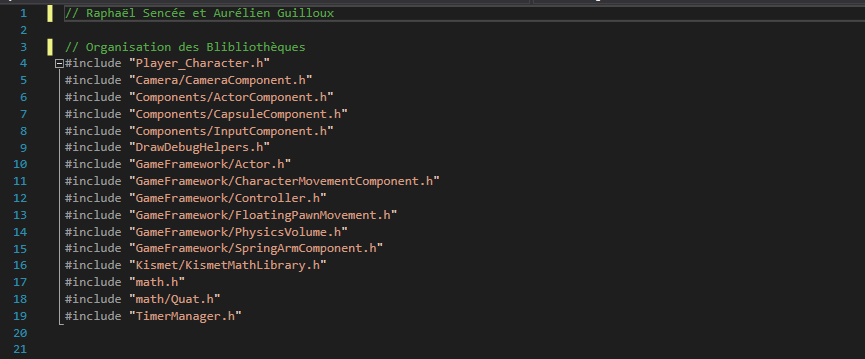 1 // Raphaël Sencée et Aurélien Guilloux
2
3 // Organisation des Blibliothèques
4 #include "Player_Character.h"
5 #include "Camera/CameraComponent.h"
6 #include "Components/ActorComponent.h"
7 #include "Components/CapsuleComponent.h"
8 #include "Components/InputComponent.h"
9 #include "DrawDebugHelpers.h"
10 #include "GameFramework/Actor.h"
11 #include "GameFramework/CharacterMovementComponent.h"
12 #include "GameFramework/Controller.h"
13 #include "GameFramework/FloatingPawnMovement.h"
14 #include "GameFramework/PhysicsVolume.h"
15 #include "GameFramework/SpringArmComponent.h"
16 #include "Kismet/KismetMathLibrary.h"
17 #include "math.h"
18 #include "math/Quat.h"
19 #include "TimerManager.h"
20
21